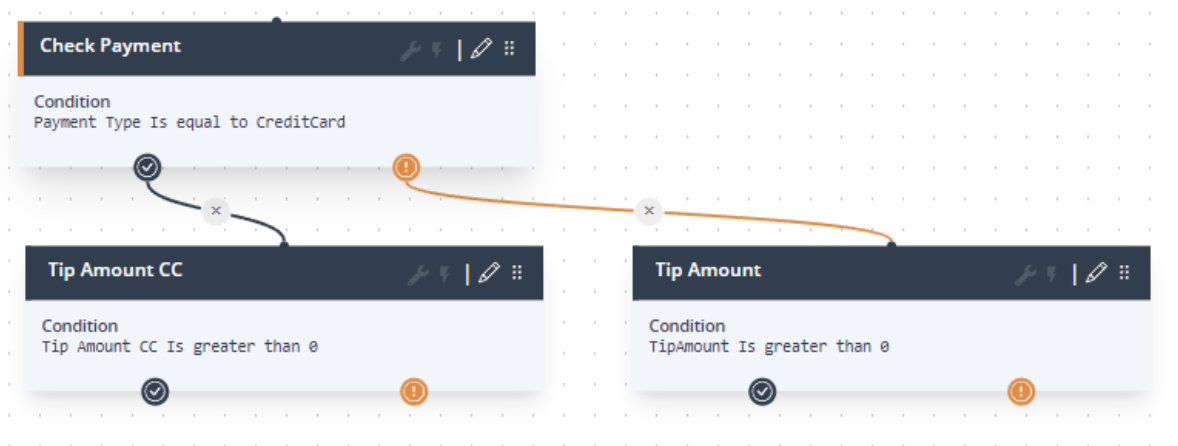 Check Payment
Condition
Payment Type Is equal to CreditCard
Tip Amount CC
Condition
Tip Amount CC Is greater than 0
Tip Amount
Condition
TipAmount Is greater than 0